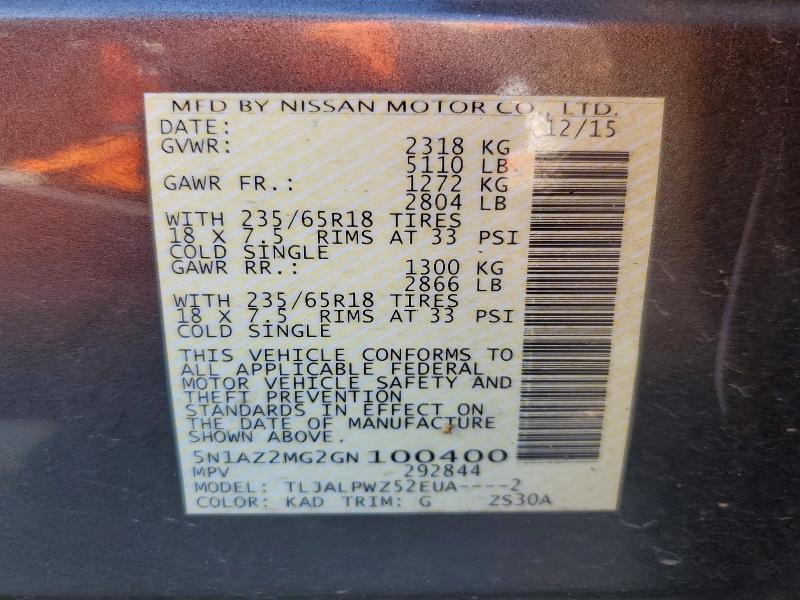 MFD BY NISSAN MOTOR CO., LTD.
DATE: 12/15
GVWR: 2318 KG
5110 LB
GAWR FR.: 1272 KG
2804 LB
WITH 235/65R18 TIRES
18 X 7.5 RIMS AT 33 PSI
COLD SINGLE
GAWR RR.: 1300 KG
2866 LB
WITH 235/65R18 TIRES
18 X 7.5 RIMS AT 33 PSI
COLD SINGLE
THIS VEHICLE CONFORMS TO
ALL APPLICABLE FEDERAL
MOTOR VEHICLE SAFETY AND
THEFT PREVENTION
STANDARDS IN EFFECT ON
THE DATE OF MANUFACTURE
SHOWN ABOVE.
5N1AZ2MG2GN100400
MPV 292844
MODEL: TLJALPWZ52EUA----2
COLOR: KAD TRIM: G ZS30A